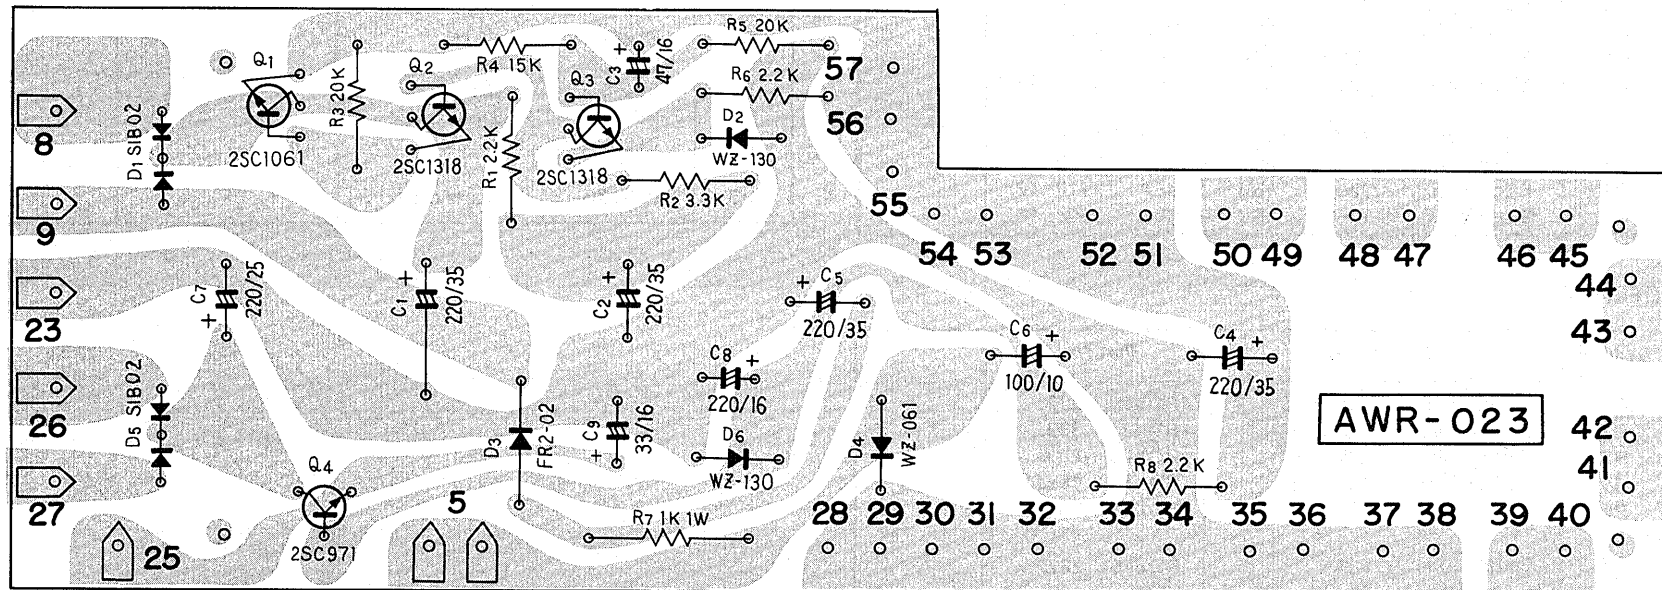 R5 20K
Q1
Q2
R4 15K
C3 47/16
57
R3 20K
Q3
R6 2.2K
8
D1 SIB02
D2
56
2SC1061
2SC1318
R1 2.2K
2SC1318
WZ-130
R2 3.3K
9
55
54 53 52 51 50 49 48 47 46 45
44
23
C7 220/25
+
C1 220/35
+
C2 220/35
+
C5
+
220/35
C6
+
100/10
C4
+
220/35
43
26
D5 SIB02
C8
+
220/16
AWR-023
42
D3 FR2-02
C9 33/16
+
D6
WZ-130
D4 WZ-061
R8 2.2K
41
27
Q4
2SC971
25
5
R7 1K 1W
28 29 30 31 32 33 34 35 36 37 38 39 40